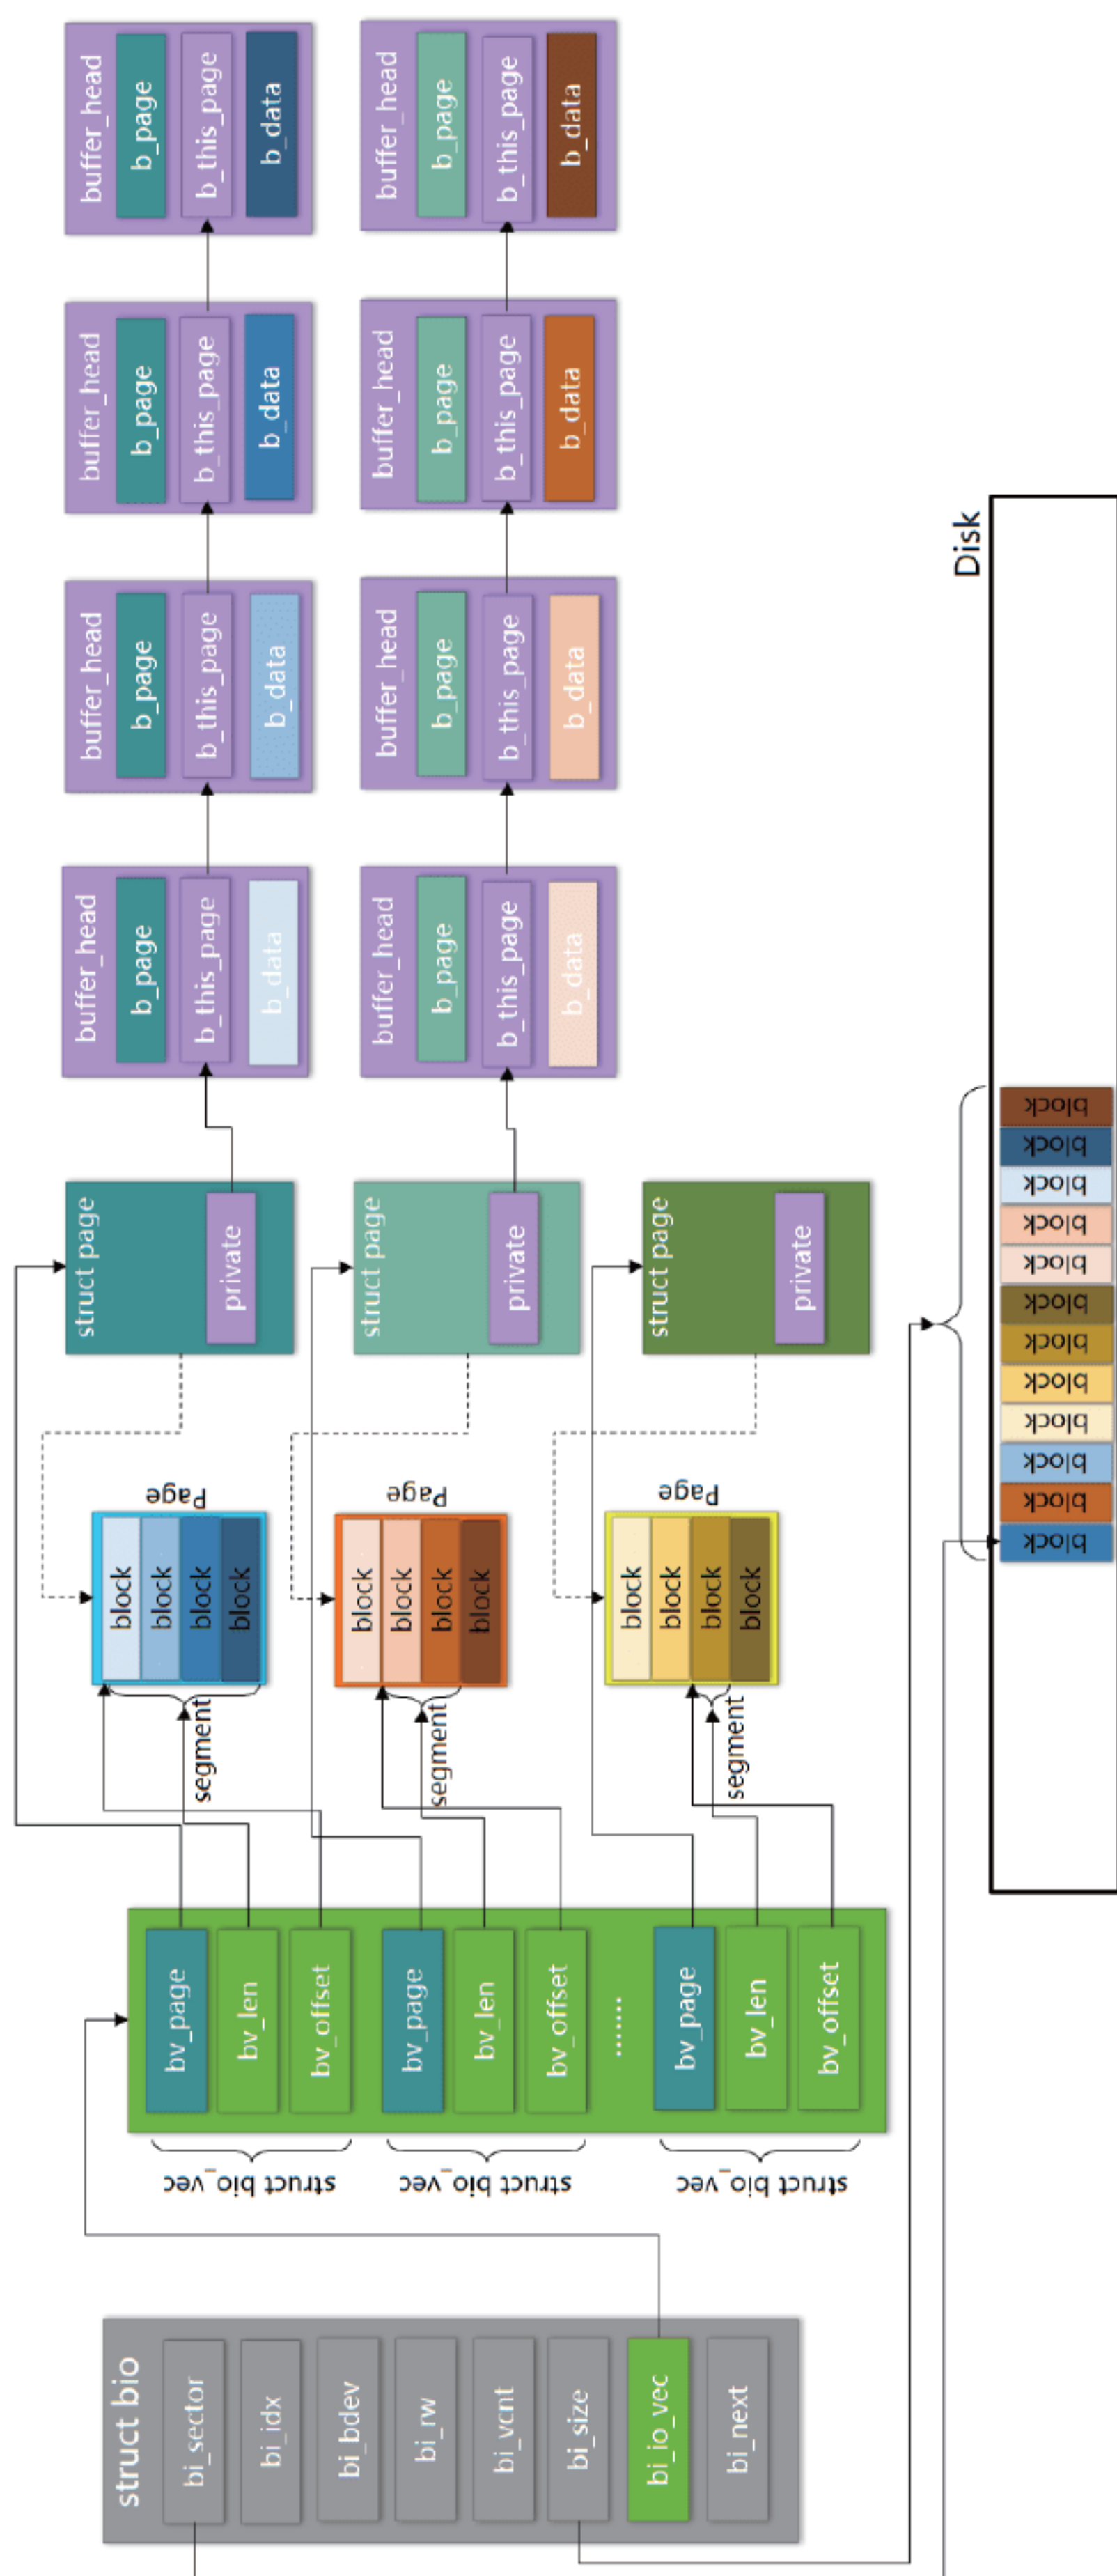 struct bio
bi_sector
bi_idx
bi_bdev
bi_rw
bi_vcnt
bi_size
bi_io_vec
bi_next
struct bio_vec
struct bio_vec
struct bio_vec
bv_page
bv_len
bv_offset
bv_page
bv_len
bv_offset
.......
bv_page
bv_len
bv_offset
segment
segment
segment
Page
block
block
block
block
Page
block
block
block
block
Page
block
block
block
block
struct page
private
struct page
private
struct page
private
buffer_head
b_page
b_this_page
b_data
buffer_head
b_page
b_this_page
b_data
buffer_head
b_page
b_this_page
b_data
buffer_head
b_page
b_this_page
b_data
buffer_head
b_page
b_this_page
b_data
buffer_head
b_page
b_this_page
b_data
buffer_head
b_page
b_this_page
b_data
buffer_head
b_page
b_this_page
b_data
Disk
block
block
block
block
block
block
block
block
block
block
block
block